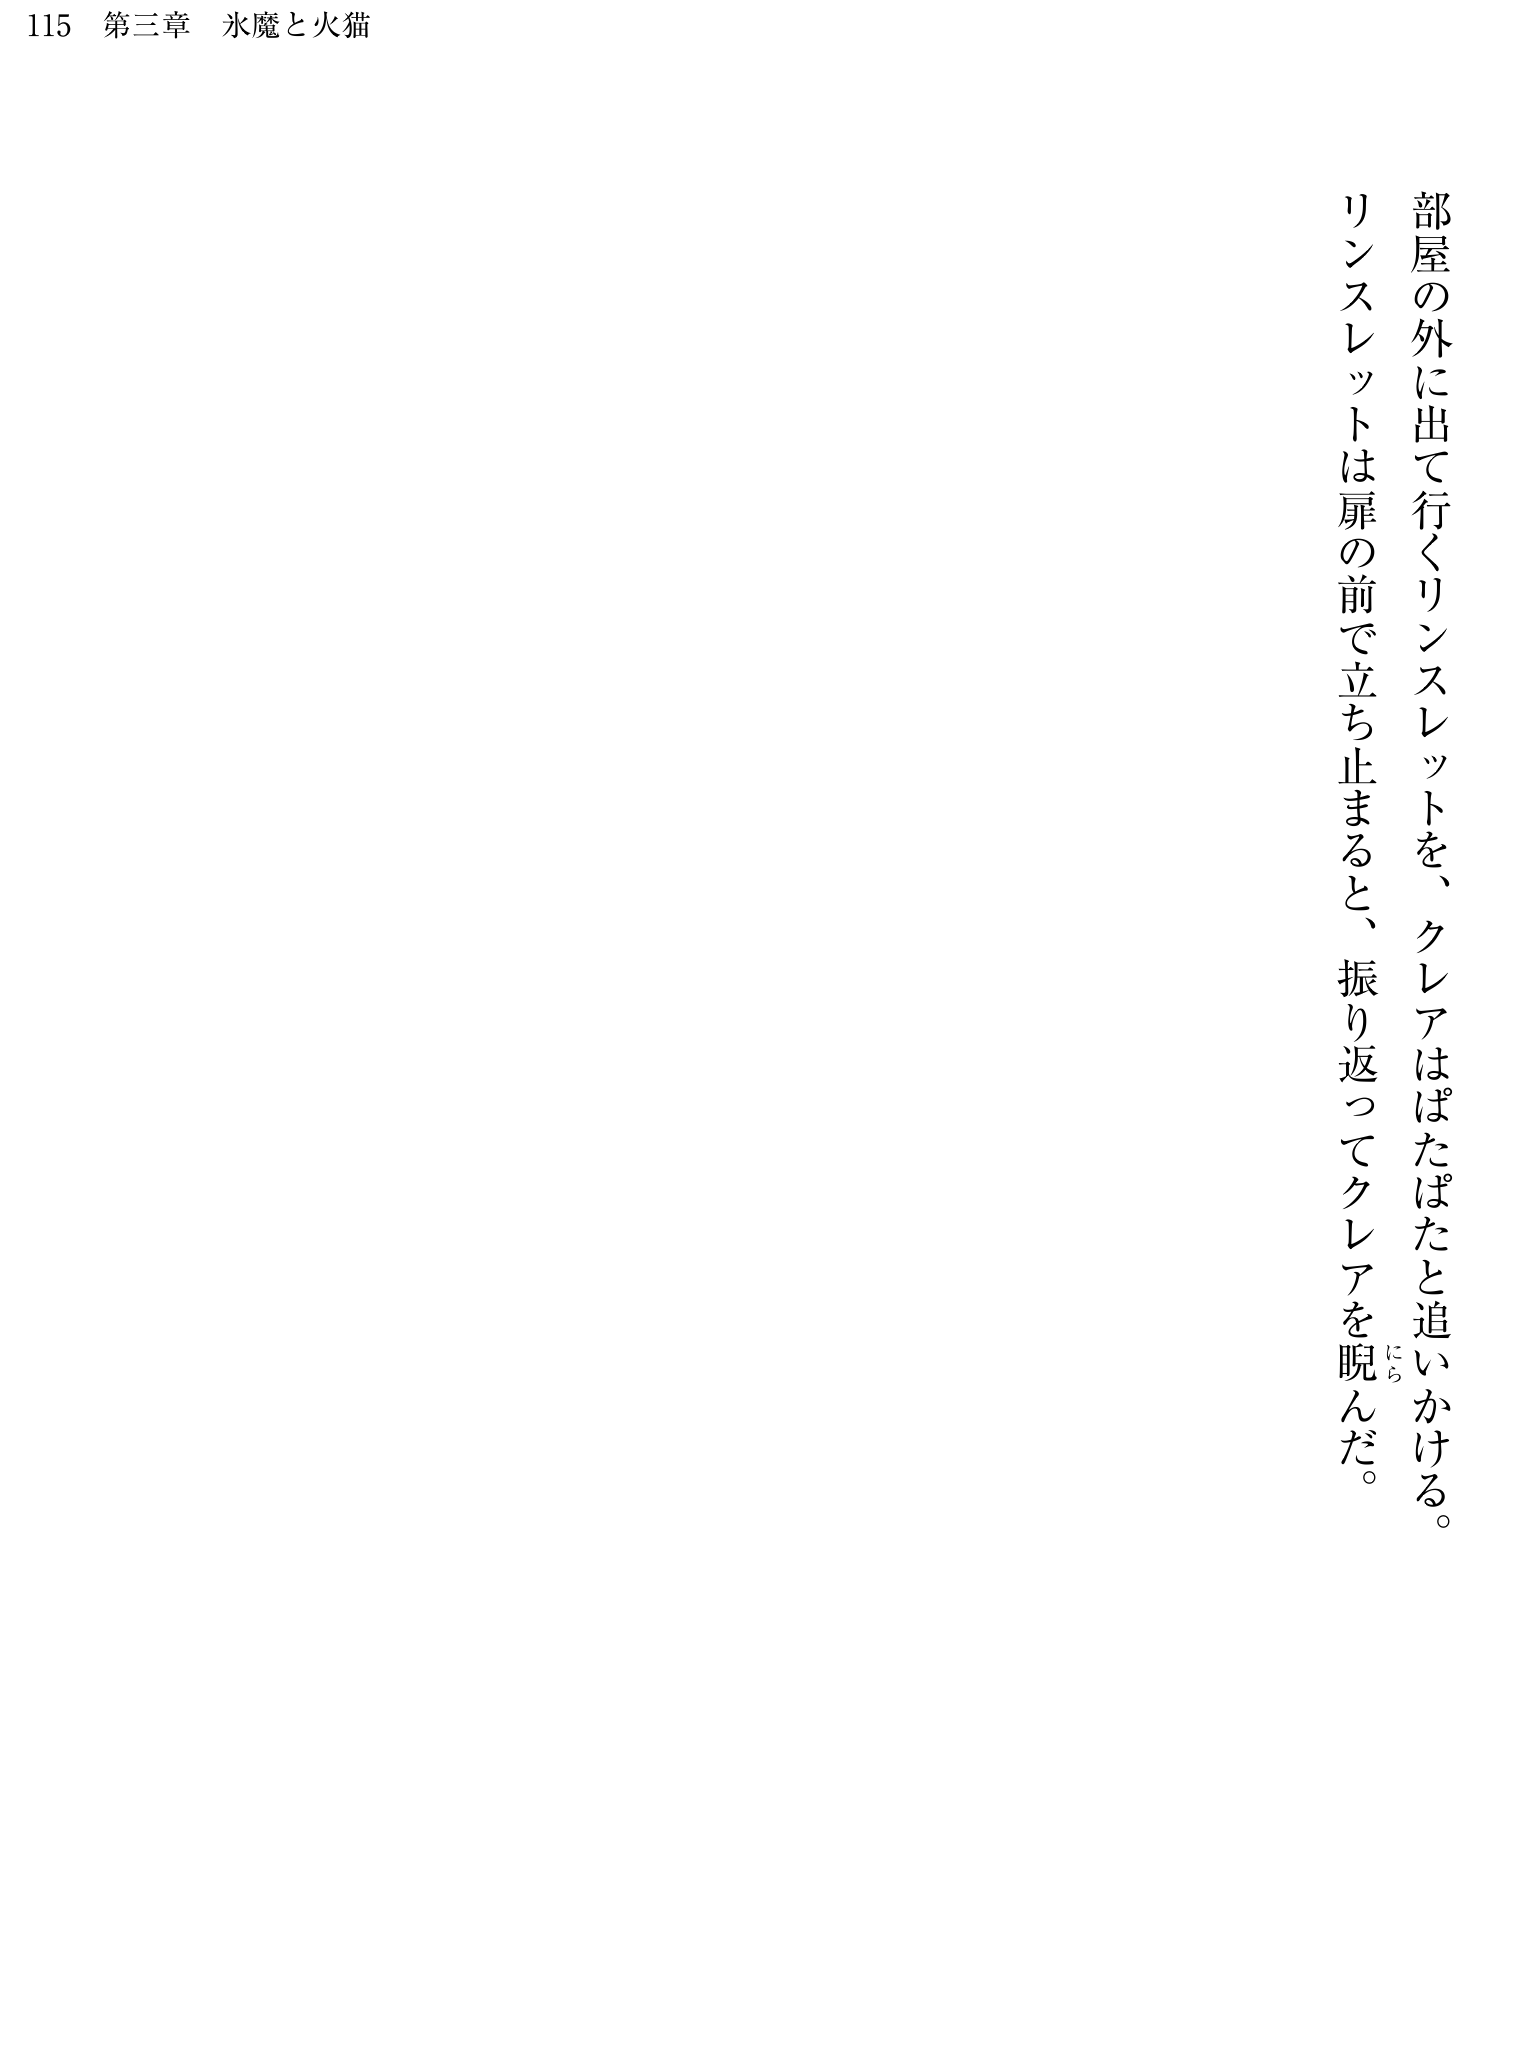 115　第三章　氷魔と火猫
部屋の外に出て行くリンスレットを、クレアはぱたぱたと追いかける。
リンスレットは扉の前で立ち止まると、振り返ってクレアを睨んだ。
にら